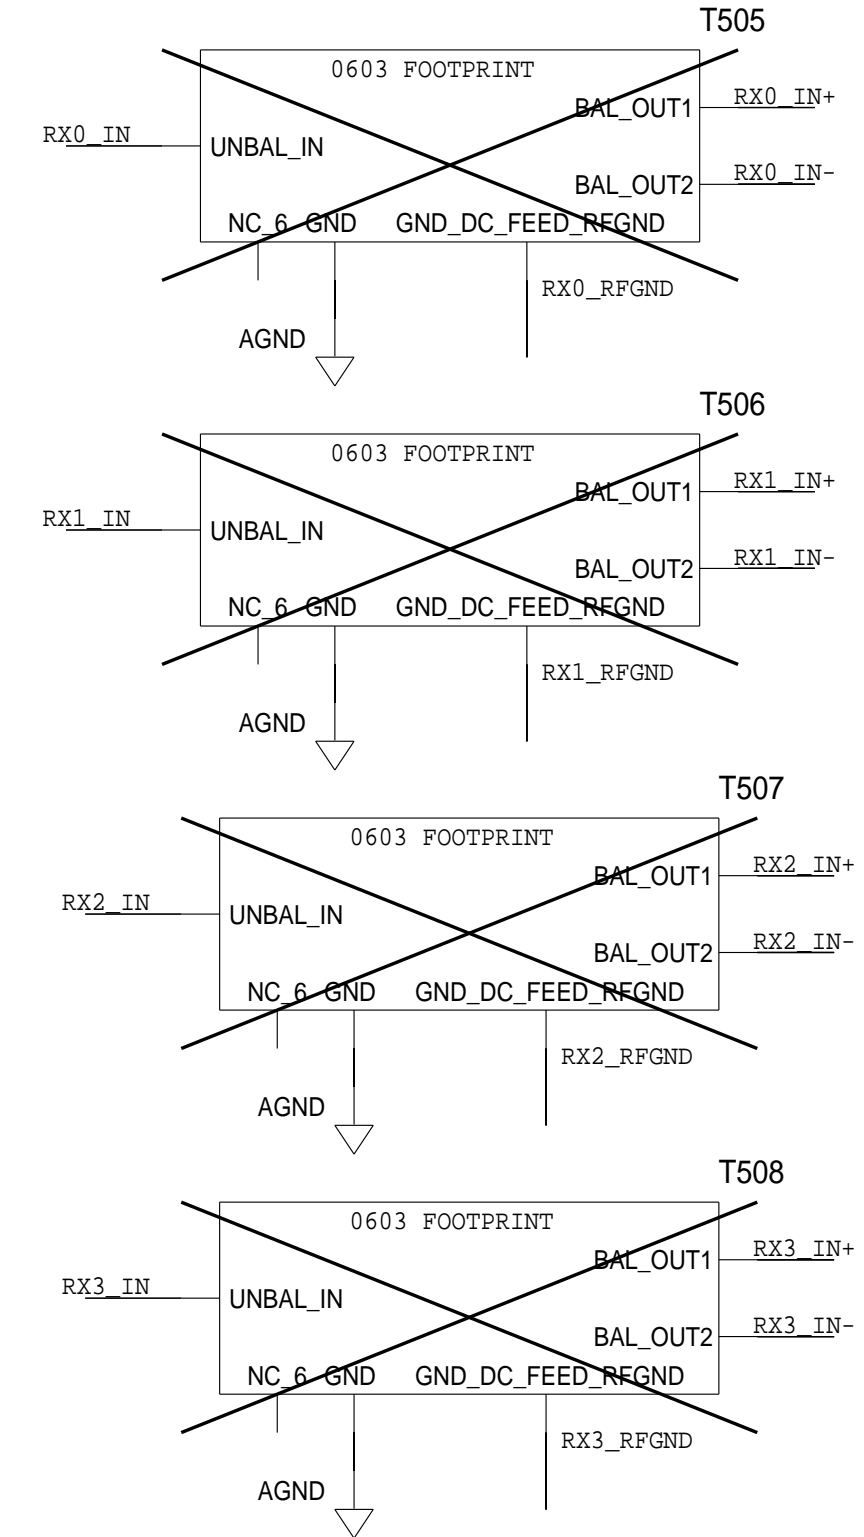 T505
0603 FOOTPRINT
BAL_OUT1 RX0_IN+
RX0_IN UNBAL_IN
BAL_OUT2 RX0_IN-
NC_6 GND GND_DC_FEED_RFGND
RX0_RFGND
AGND
T506
0603 FOOTPRINT
BAL_OUT1 RX1_IN+
RX1_IN UNBAL_IN
BAL_OUT2 RX1_IN-
NC_6 GND GND_DC_FEED_RFGND
RX1_RFGND
AGND
T507
0603 FOOTPRINT
BAL_OUT1 RX2_IN+
RX2_IN UNBAL_IN
BAL_OUT2 RX2_IN-
NC_6 GND GND_DC_FEED_RFGND
RX2_RFGND
AGND
T508
0603 FOOTPRINT
BAL_OUT1 RX3_IN+
RX3_IN UNBAL_IN
BAL_OUT2 RX3_IN-
NC_6 GND GND_DC_FEED_RFGND
RX3_RFGND
AGND